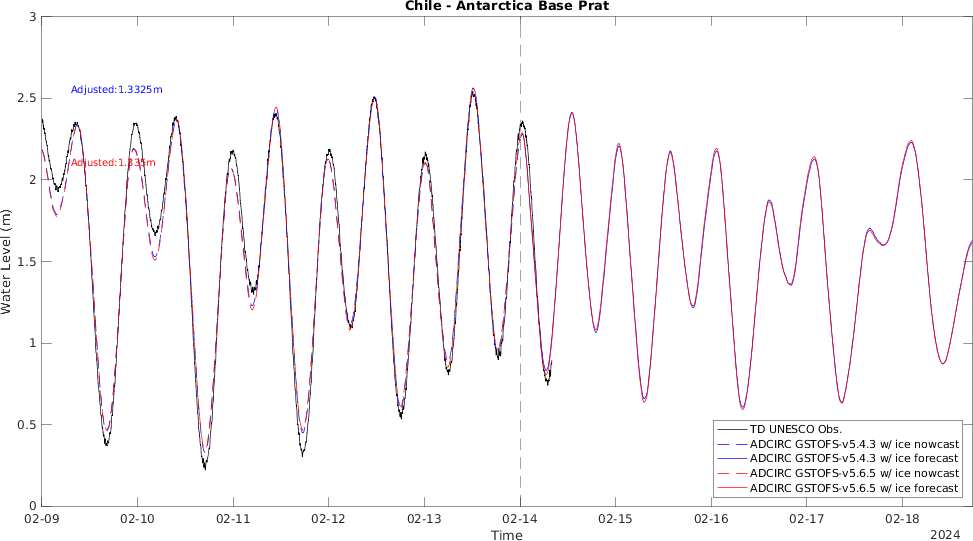 Chile - Antarctica Base Prat
3
2.5
2
1.5
1
0.5
0
Water Level (m)
Adjusted:1.3325m
Adjusted:1.335m
02-09
02-10
02-11
02-12
02-13
02-14
02-15
02-16
02-17
02-18
Time
2024
TD UNESCO Obs.
ADCIRC GSTOFS-v5.4.3 w/ ice nowcast
ADCIRC GSTOFS-v5.4.3 w/ ice forecast
ADCIRC GSTOFS-v5.6.5 w/ ice nowcast
ADCIRC GSTOFS-v5.6.5 w/ ice forecast